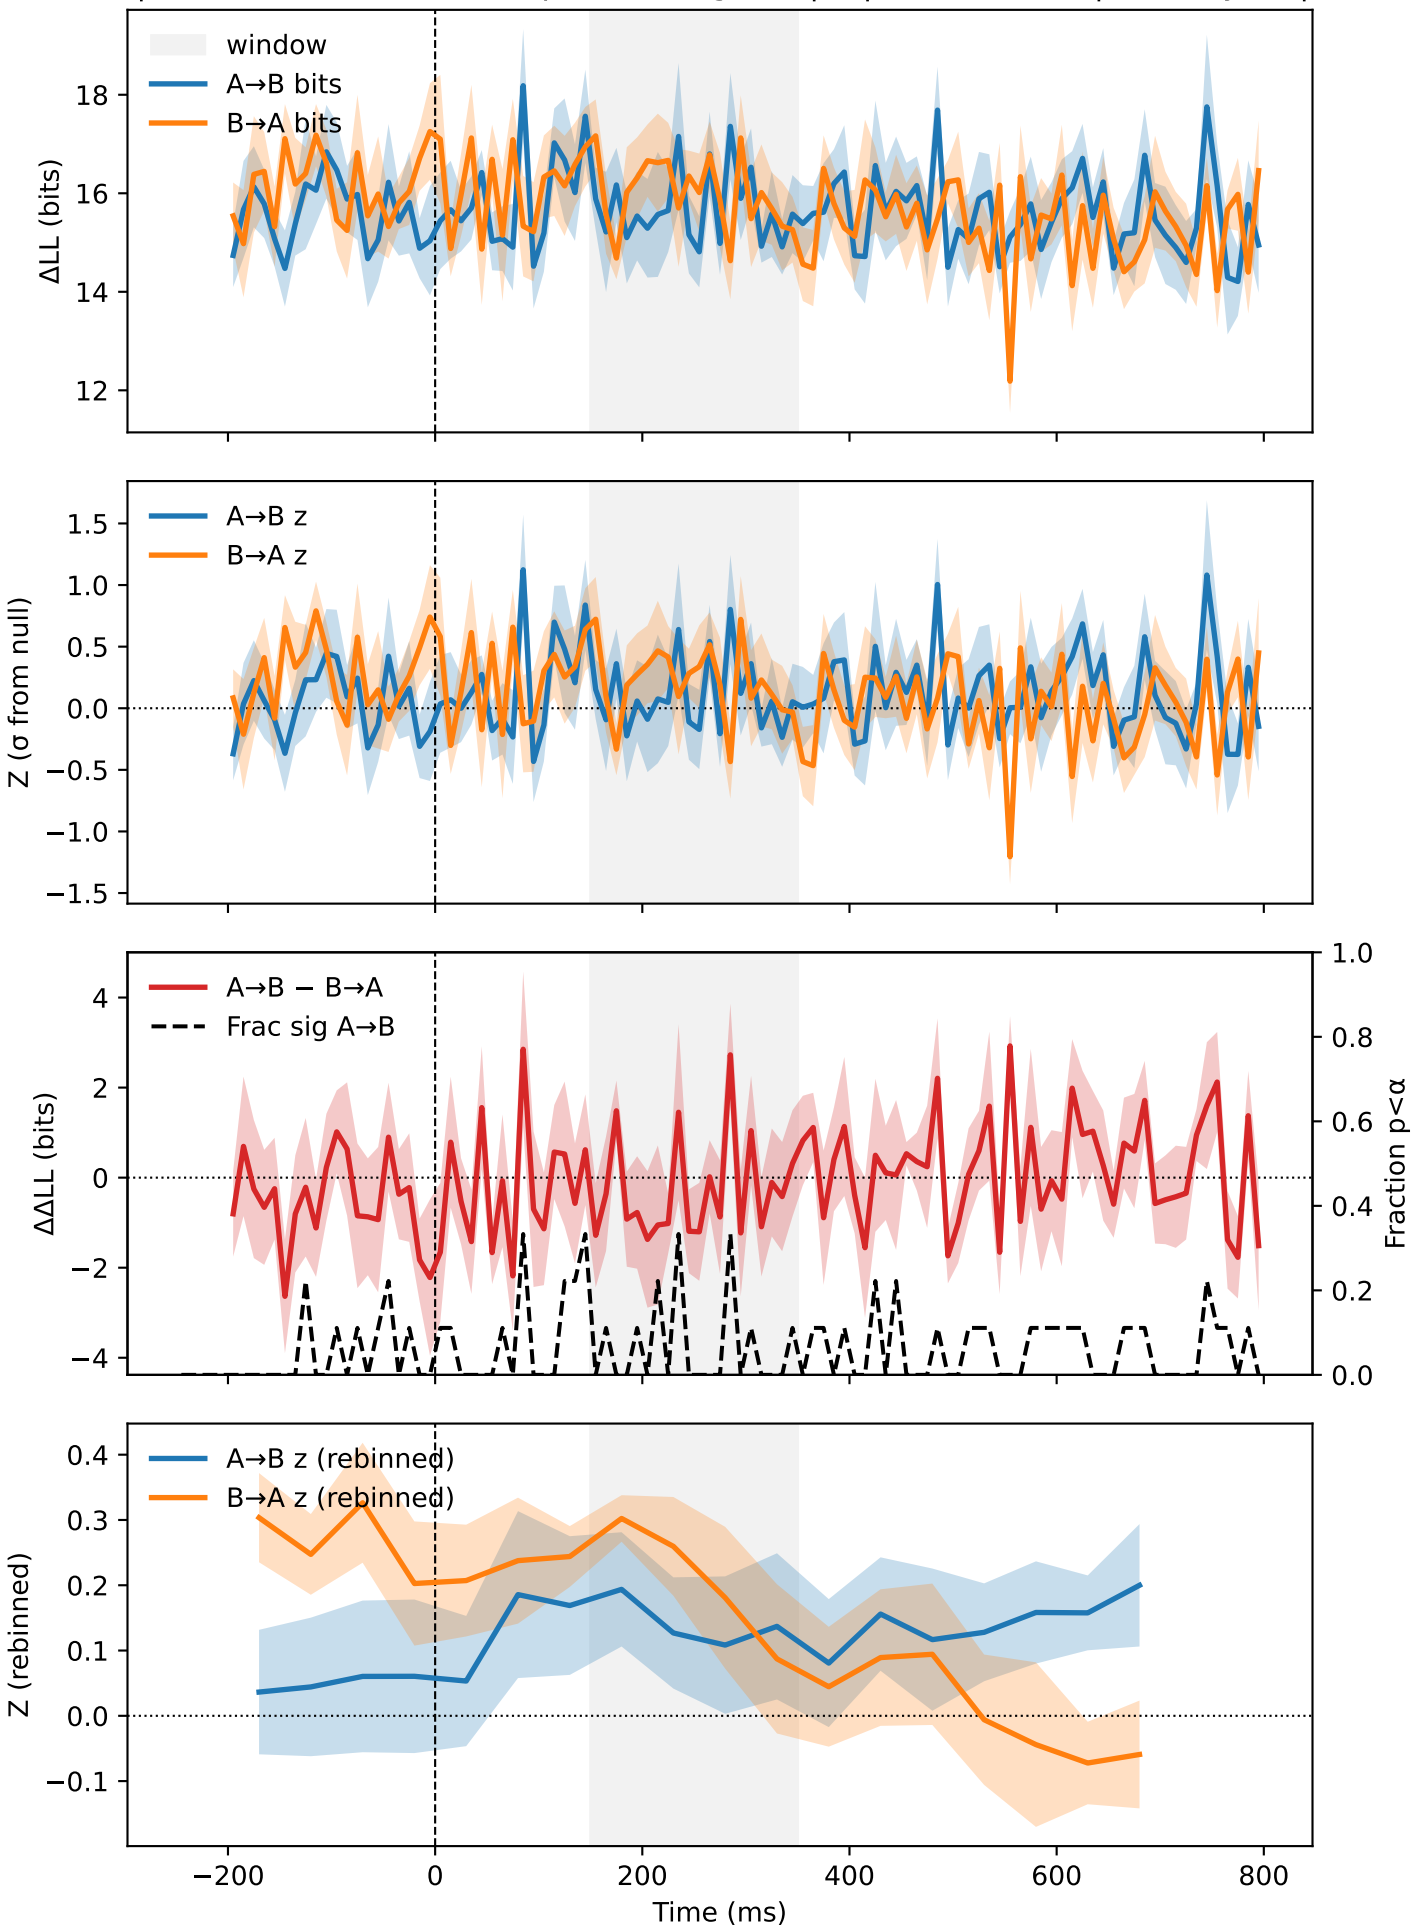 window
A→B bits
B→A bits
ΔLL (bits)
18
16
14
12
A→B z
B→A z
Z (σ from null)
1.5
1.0
0.5
0.0
−0.5
−1.0
−1.5
A→B − B→A
Frac sig A→B
ΔΔLL (bits)
4
2
0
−2
−4
1.0
0.8
0.6
0.4
0.2
0.0
Fraction p<α
A→B z (rebinned)
B→A z (rebinned)
Z (rebinned)
0.4
0.3
0.2
0.1
0.0
−0.1
−200
0
200
400
600
800
Time (ms)